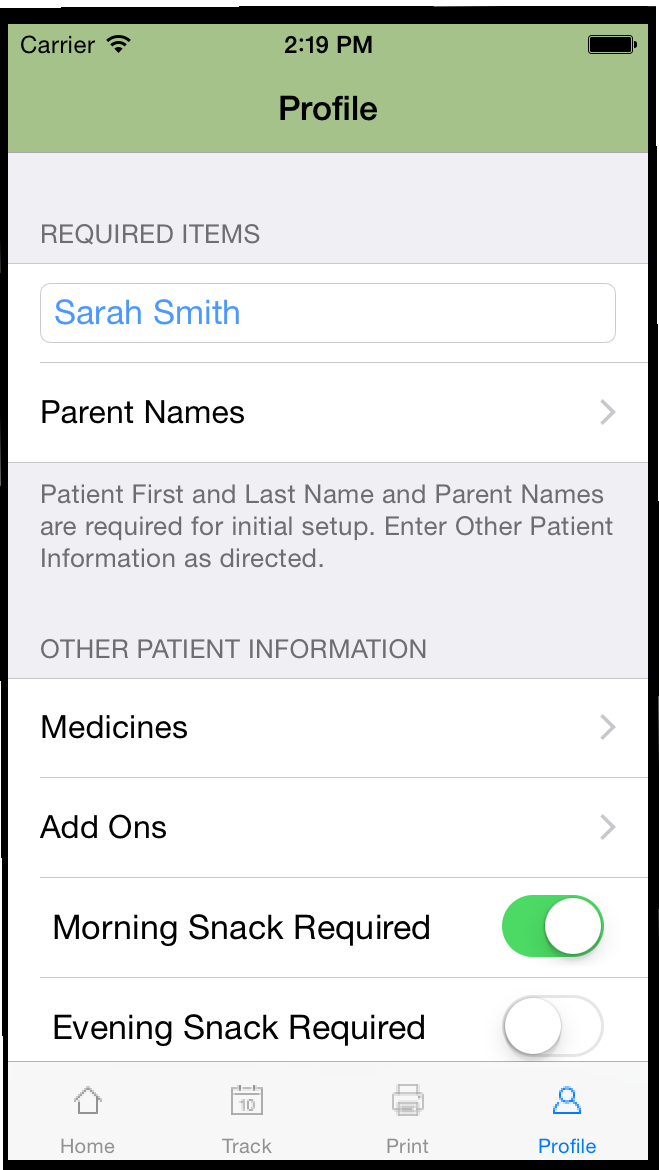 Carrier 2:19 PM
Profile
REQUIRED ITEMS
Sarah Smith
Parent Names
Patient First and Last Name and Parent Names
are required for initial setup. Enter Other Patient
Information as directed.
OTHER PATIENT INFORMATION
Medicines
Add Ons
Morning Snack Required
Evening Snack Required
10
Home Track Print Profile